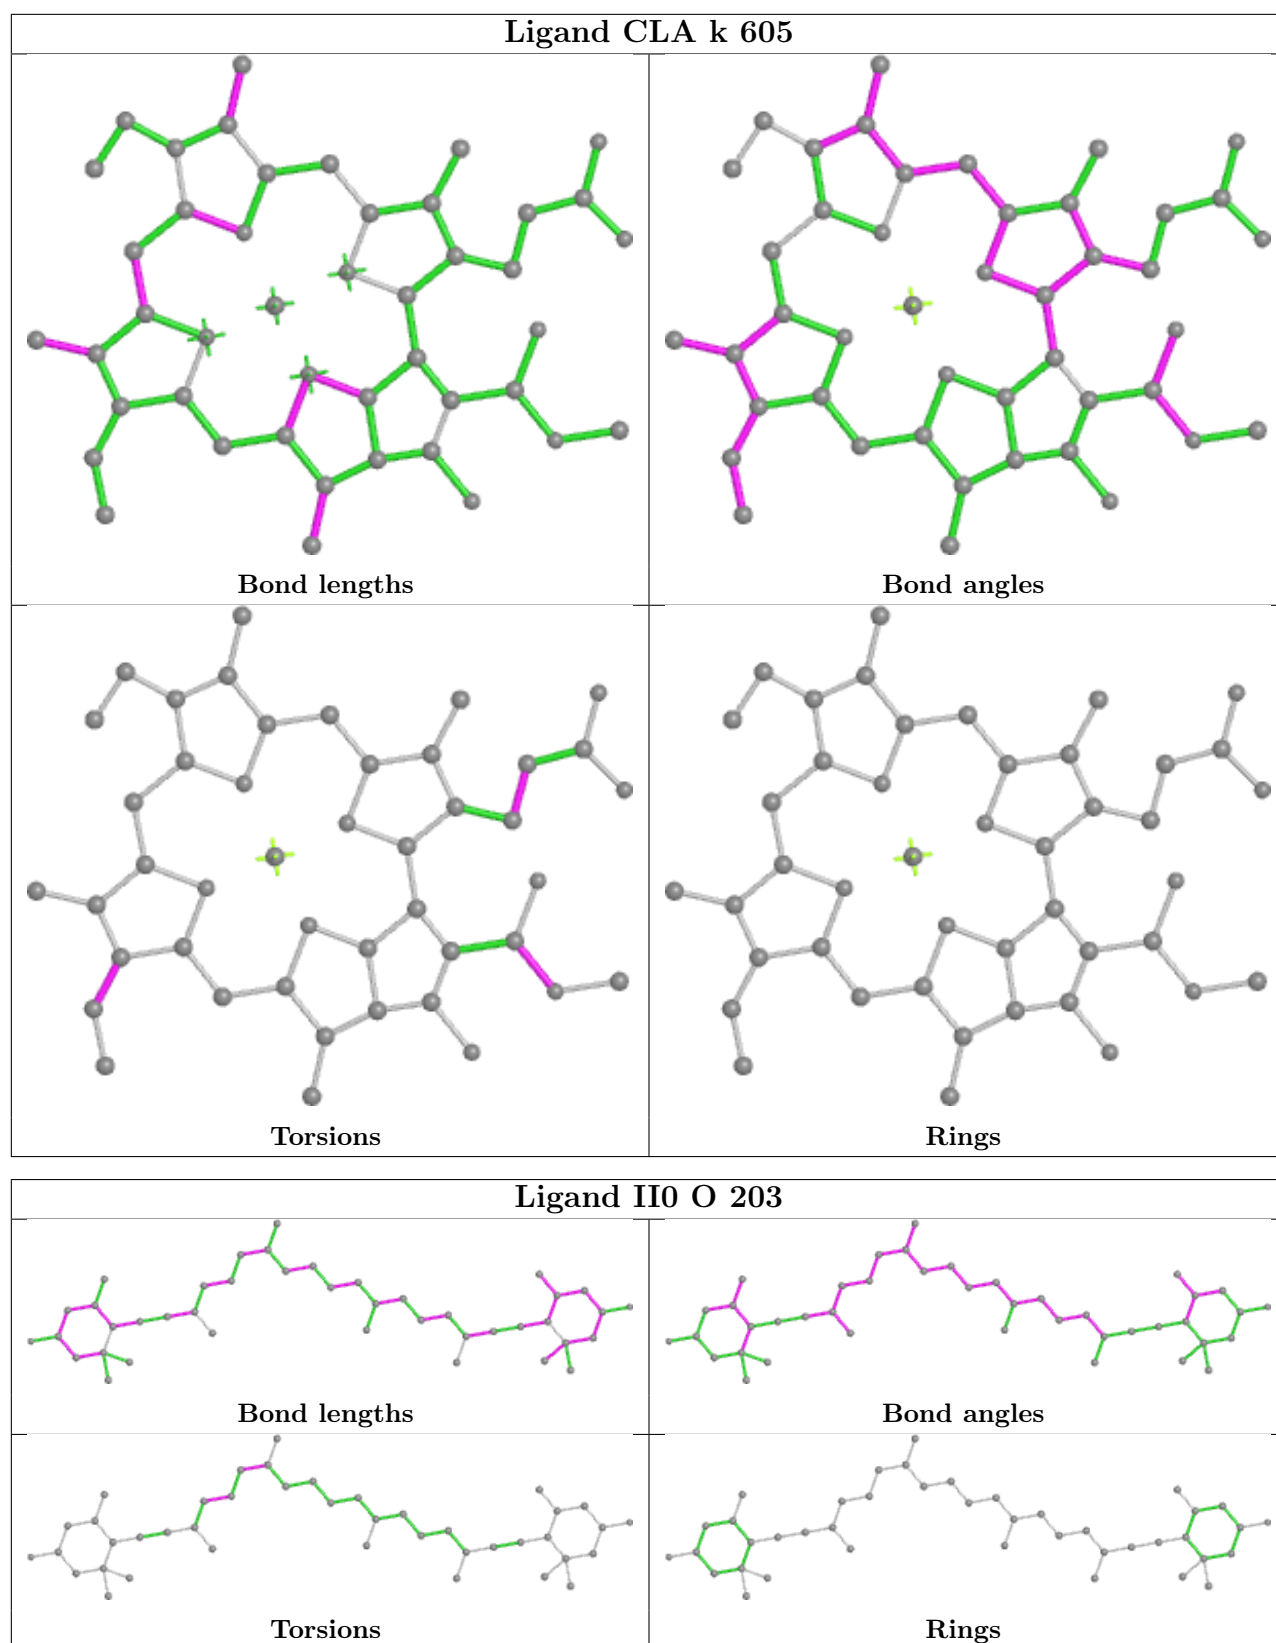 Ligand CLA k 605
Bond lengths
Bond angles
Torsions
Rings
Ligand II0 O 203
Bond lengths
Bond angles
Torsions
Rings